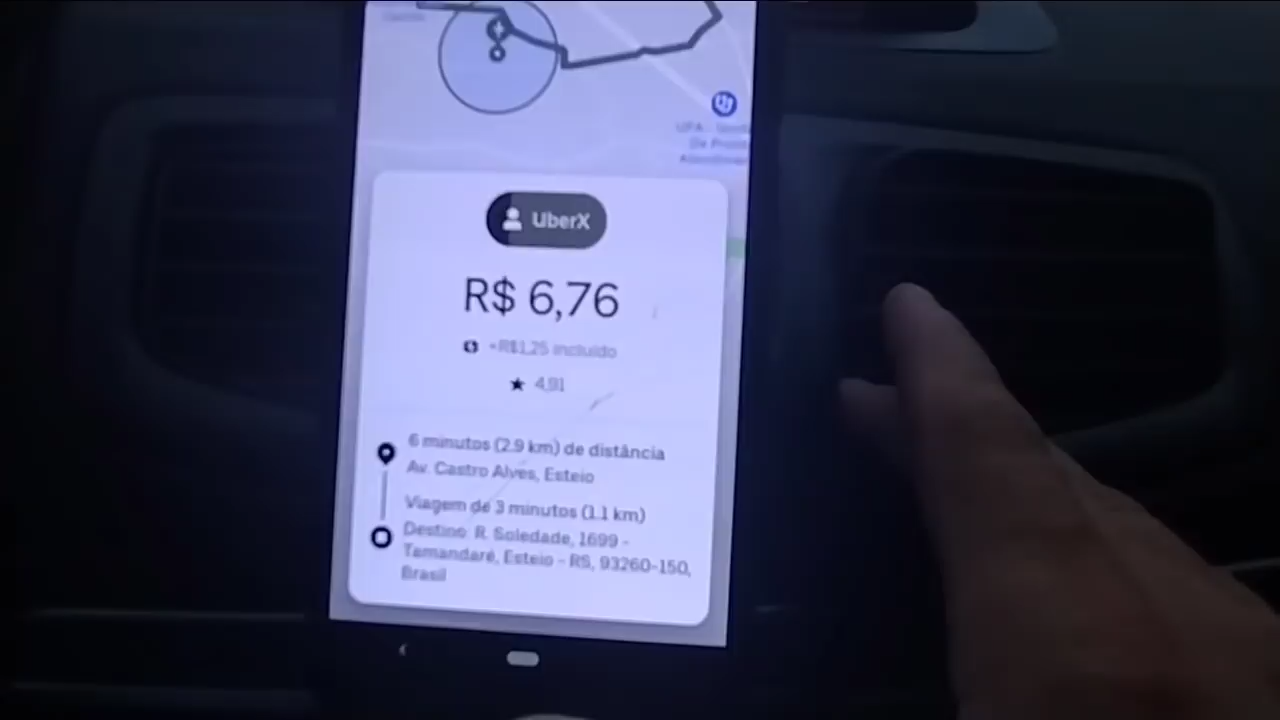 UPA
UberX
R$ 6,76
+R$1,25 incluído
4,91
6 minutos (2.9 km) de distância
Av. Castro Alves, Esteio
Viagem de 3 minutos (1.1 km)
Destino: R. Soledade, 1699 -
Tamandaré, Esteio - RS, 93260-150,
Brasil